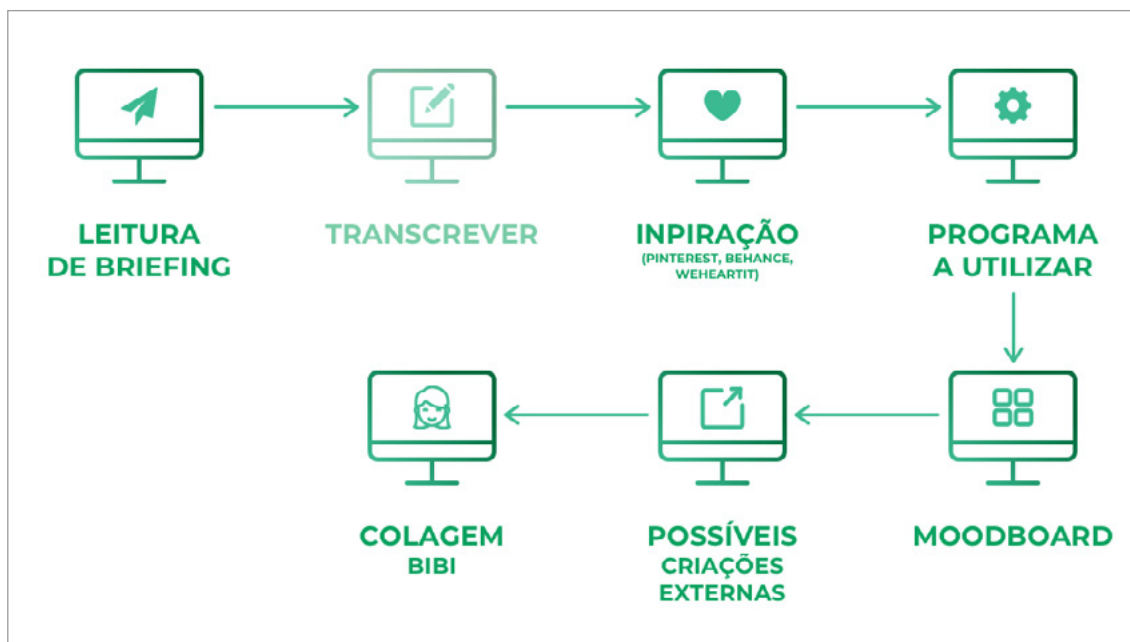 LEITURA
DE BRIEFING
TRANSCREVER
INPIRAÇÃO
(PINTEREST, BEHANCE,
WEHEARTIT)
PROGRAMA
A UTILIZAR
MOODBOARD
POSSÍVEIS
CRIAÇÕES
EXTERNAS
COLAGEM
BIBI